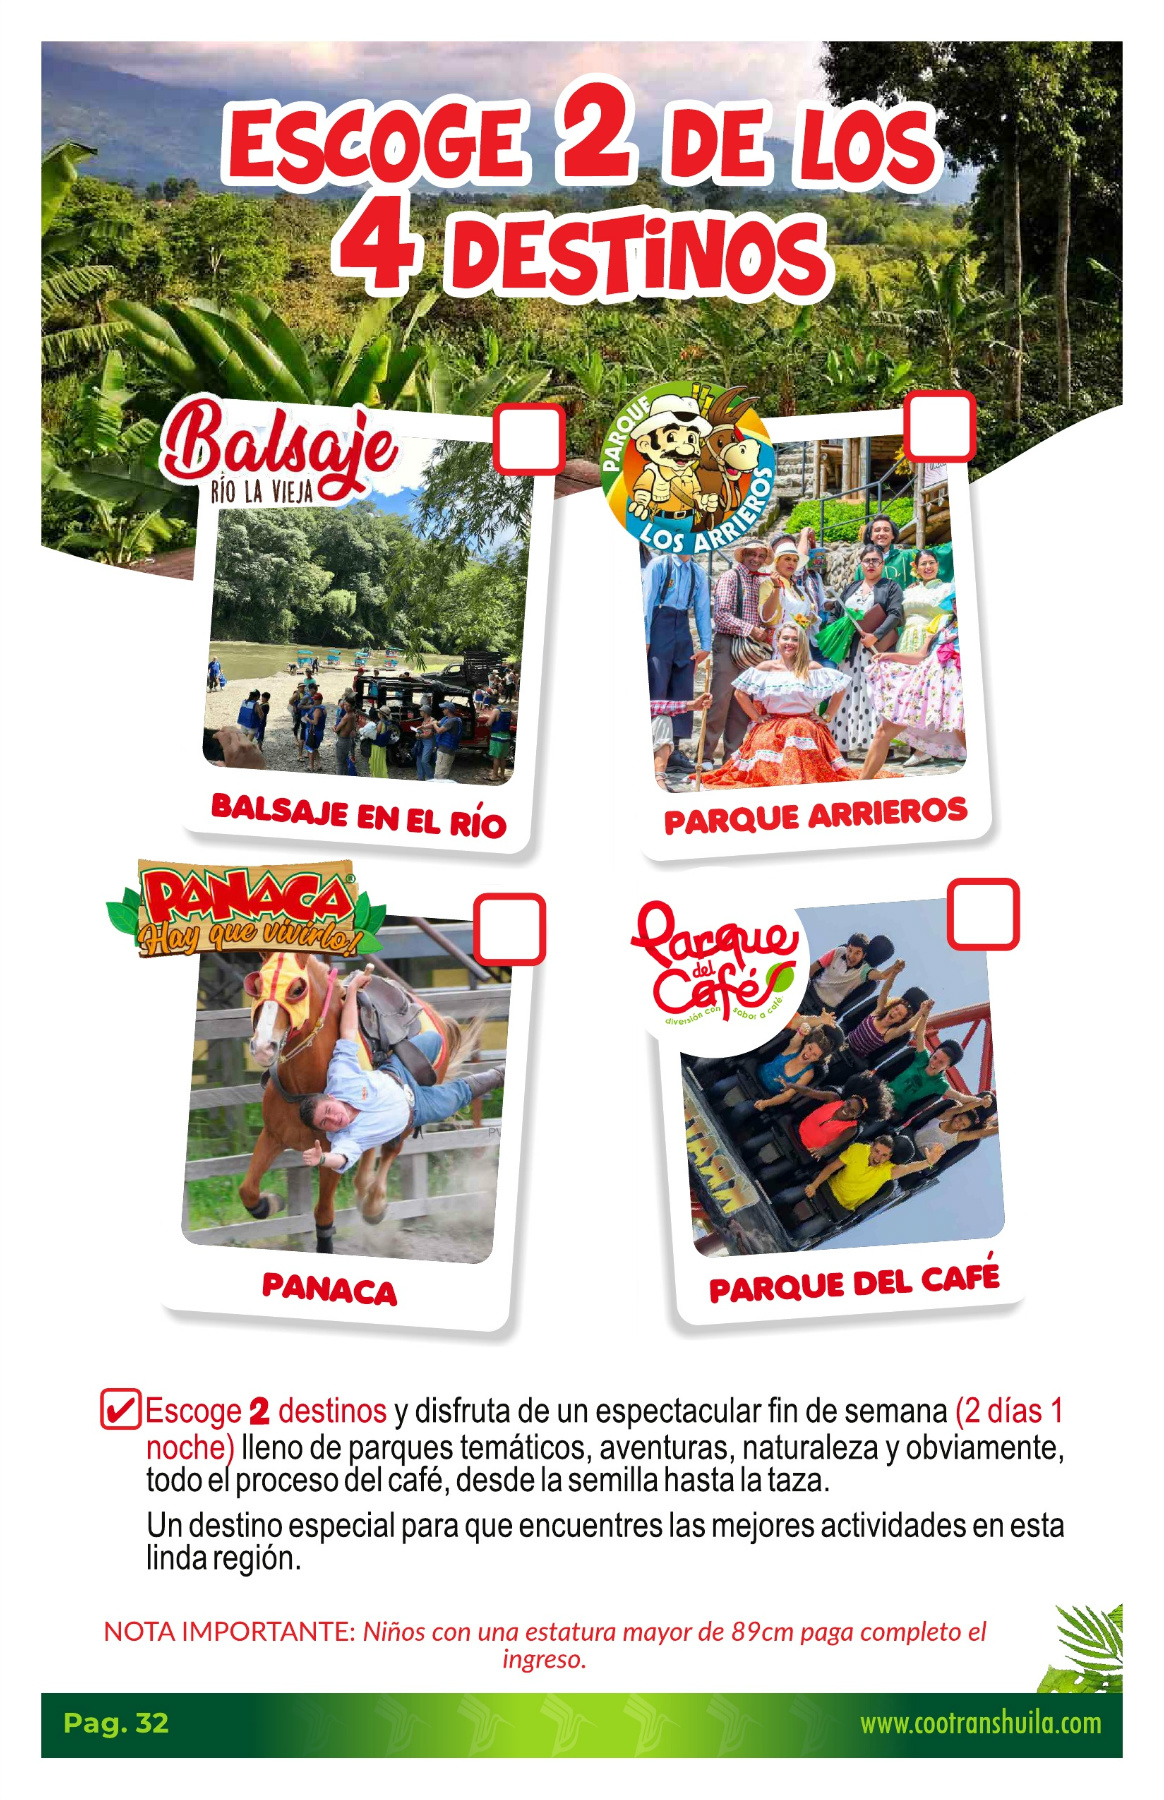 ESCOGE 2 DE LOS
4 DESTiNOS
Balsaje
RÍO LA VIEJA
PARQUE
LOS ARRIEROS
BALSAJE EN EL RÍO
PARQUE ARRIEROS
PANACA®
Hay que vivirlo!
Parque
del
Café
diversión con sabor a café
PANACA
PARQUE DEL CAFÉ
✔ Escoge 2 destinos y disfruta de un espectacular fin de semana (2 días 1
noche) lleno de parques temáticos, aventuras, naturaleza y obviamente,
todo el proceso del café, desde la semilla hasta la taza.
Un destino especial para que encuentres las mejores actividades en esta
linda región.
NOTA IMPORTANTE: Niños con una estatura mayor de 89cm paga completo el
ingreso.
Pag. 32
www.cootranshuila.com